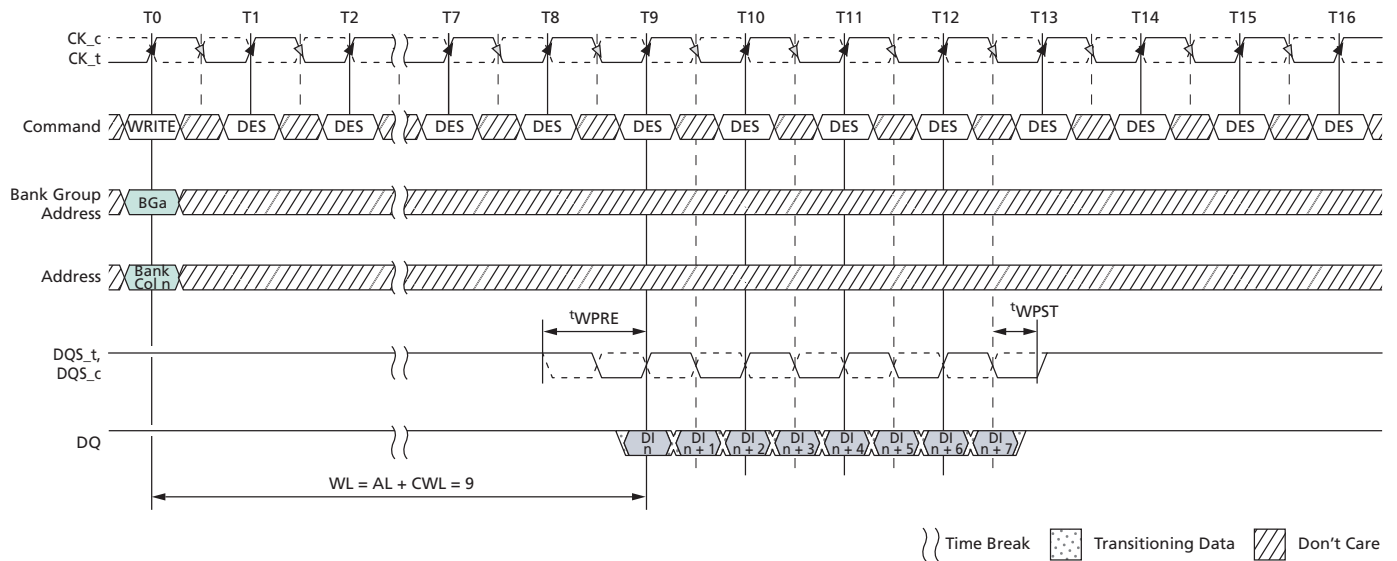 T0 T1 T2 T7 T8 T9 T10 T11 T12 T13 T14 T15 T16
CK_c
CK_t
Command WRITE DES DES DES DES DES DES DES DES DES DES DES DES
Bank Group
Address
BGa
Address
Bank
Col n
tWPRE
tWPST
DQS_t,
DQS_c
DQ
DI
n
DI
n + 1
DI
n + 2
DI
n + 3
DI
n + 4
DI
n + 5
DI
n + 6
DI
n + 7
WL = AL + CWL = 9
Time Break Transitioning Data Don't Care